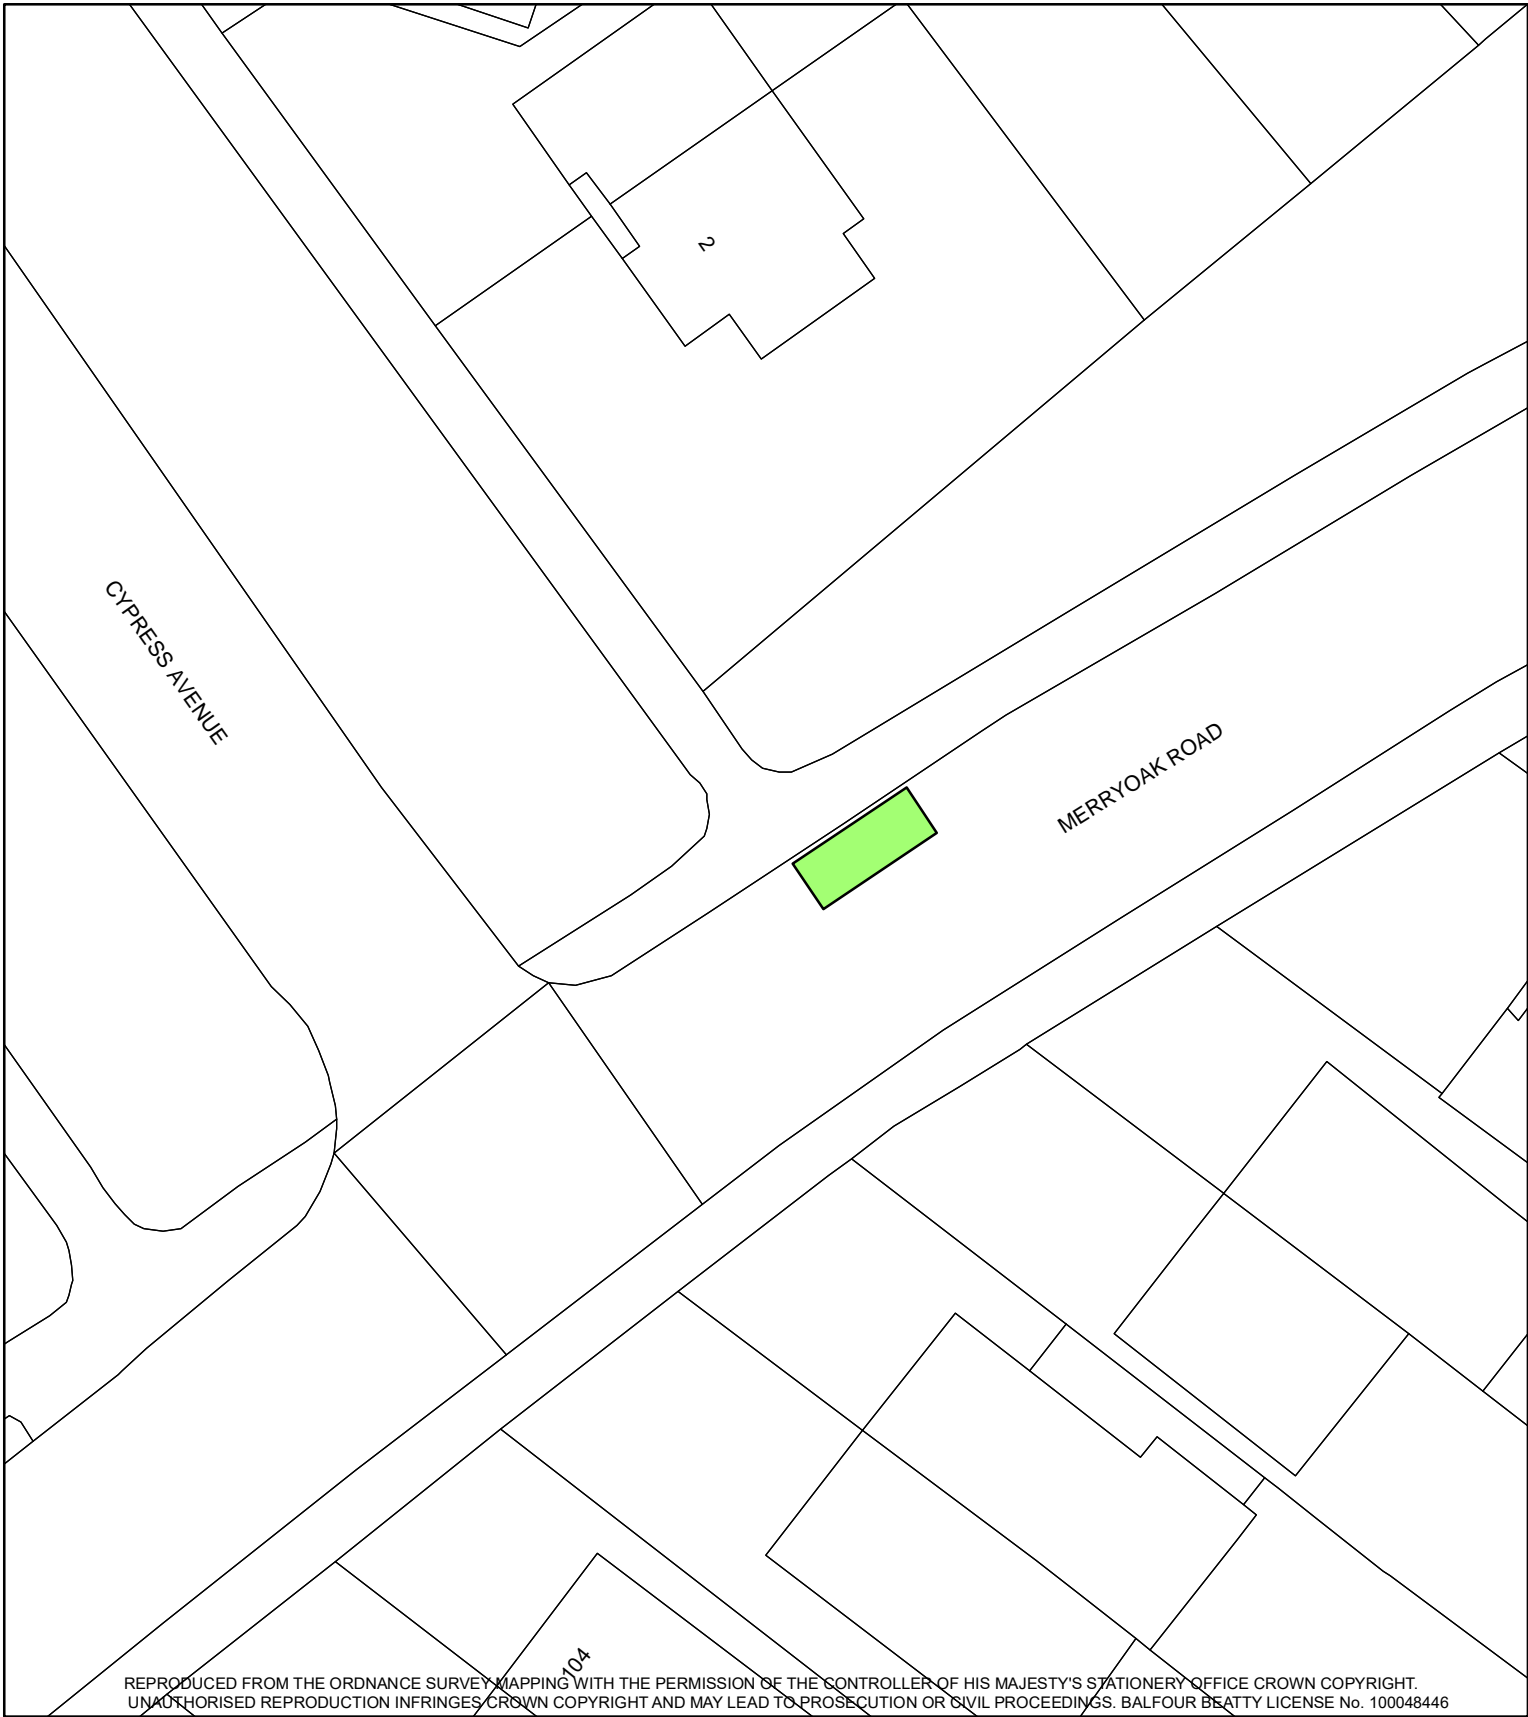 2
CYPRESS AVENUE
MERRYOAK ROAD
104
REPRODUCED FROM THE ORDNANCE SURVEY MAPPING WITH THE PERMISSION OF THE CONTROLLER OF HIS MAJESTY'S STATIONERY OFFICE CROWN COPYRIGHT.
UNAUTHORISED REPRODUCTION INFRINGES CROWN COPYRIGHT AND MAY LEAD TO PROSECUTION OR CIVIL PROCEEDINGS. BALFOUR BEATTY LICENSE No. 100048446